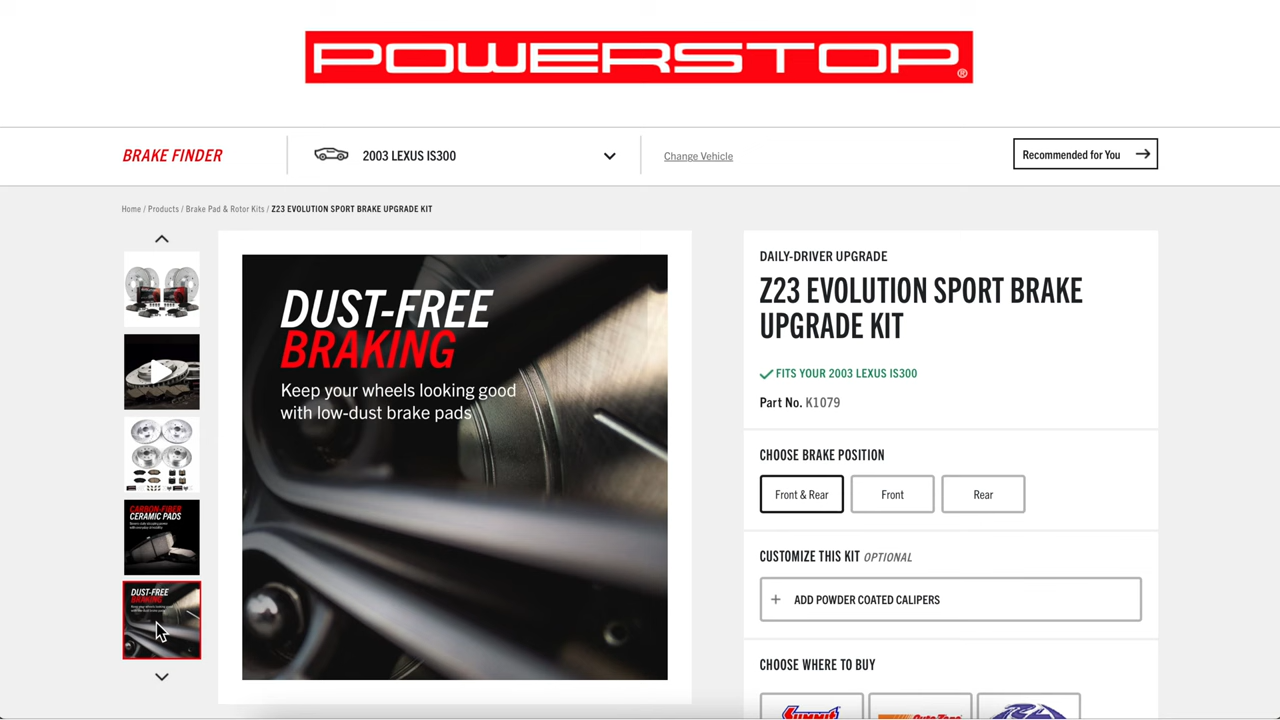 POWERSTOP®
BRAKE FINDER
2003 LEXUS IS300
Change Vehicle
Recommended for You
Home / Products / Brake Pad & Rotor Kits / Z23 EVOLUTION SPORT BRAKE UPGRADE KIT
CARBON-FIBER
CERAMIC PADS
DUST-FREE
BRAKING
DUST-FREE
BRAKING
Keep your wheels looking good
with low-dust brake pads
DAILY-DRIVER UPGRADE
Z23 EVOLUTION SPORT BRAKE
UPGRADE KIT
FITS YOUR 2003 LEXUS IS300
Part No. K1079
CHOOSE BRAKE POSITION
Front & Rear
Front
Rear
CUSTOMIZE THIS KIT OPTIONAL
+ ADD POWDER COATED CALIPERS
CHOOSE WHERE TO BUY
SUMMIT